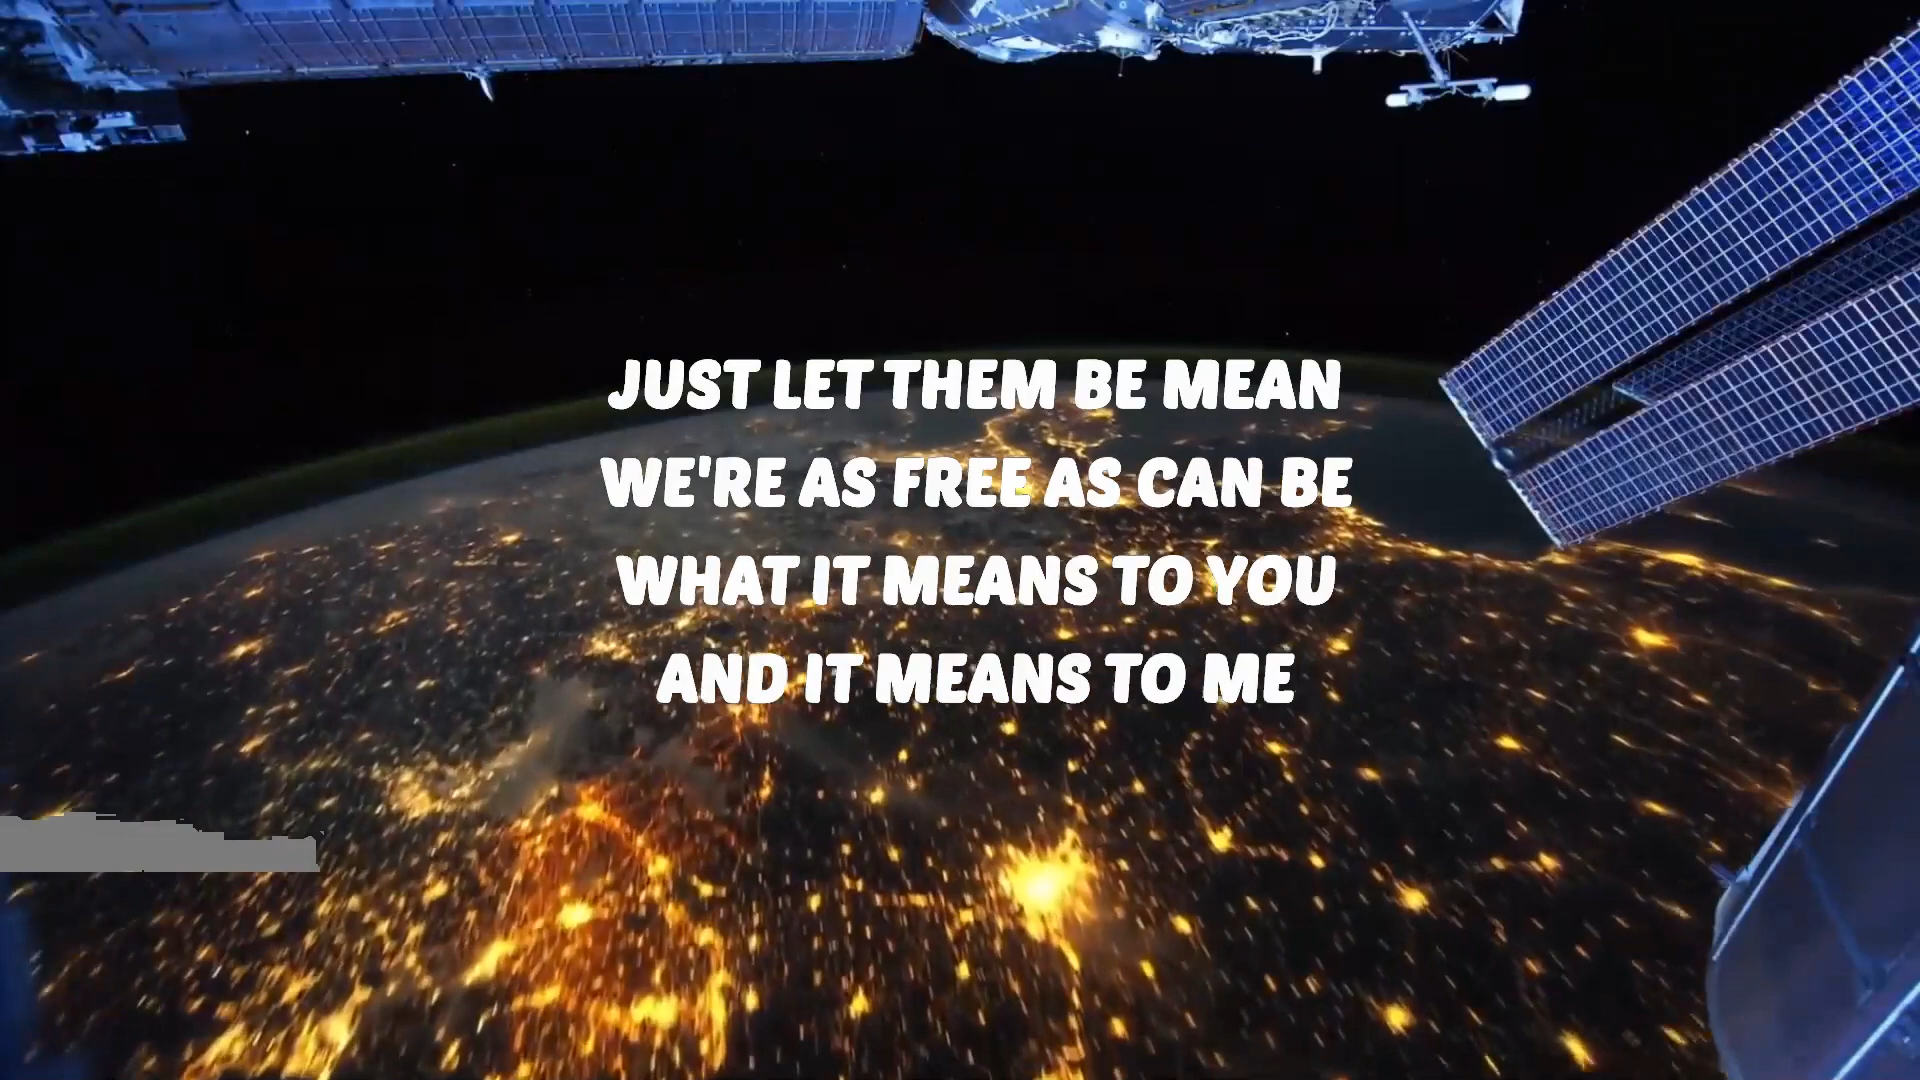 JUST LET THEM BE MEAN
WE'RE AS FREE AS CAN BE
WHAT IT MEANS TO YOU
AND IT MEANS TO ME